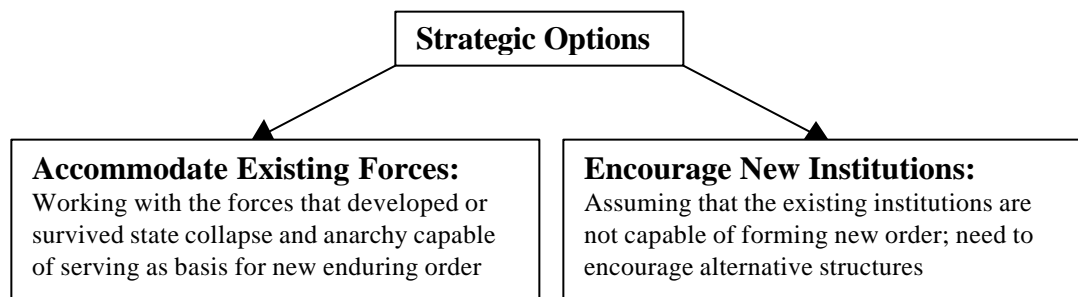 Strategic Options
Accommodate Existing Forces:
Working with the forces that developed or
survived state collapse and anarchy capable
of serving as basis for new enduring order
Encourage New Institutions:
Assuming that the existing institutions are
not capable of forming new order; need to
encourage alternative structures